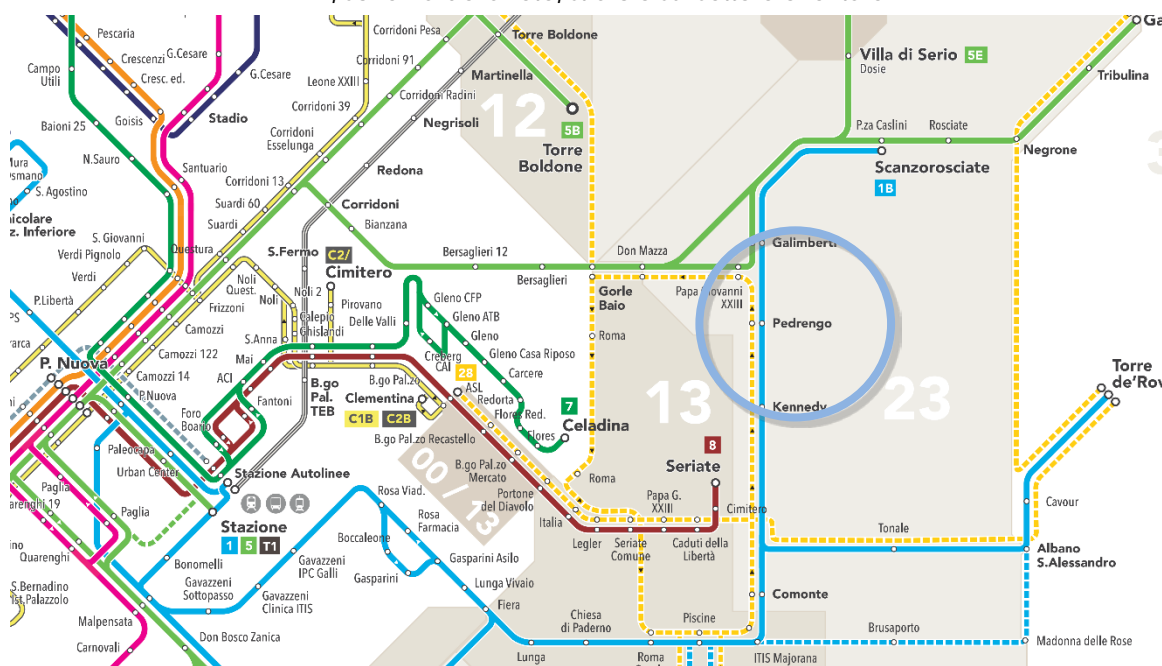 Pescaria
Crescenzi
Cresc. ed.
G.Cesare
Campo
Utili
G.Cesare
Baioni 25
Goisis
Stadio
N.Sauro
Santuario
S. Agostino
z. Inferiore
S. Giovanni
Verdi Pignolo
Verdi
Questura
P.Libertà
Corridoni Pesa
Corridoni 91
Leone XXIII
Corridoni Radini
Corridoni 39
Corridoni
Esselunga
Corridoni 13
Suardi 60
Suardi
Torre Boldone
Martinella
Negrisoli
Redona
Corridoni
Bianzana
12
5B
Torre
Boldone
Villa di Serio 5E
Dosie
Tribulina
P.za Caslini
Rosciate
Negrone
Scanzorosciate
1B
Galimberti
S.Fermo
C2/
Cimitero
Noli
Quest.
Noli
Noli 2
Pirovano
Calepio
Ghislandi
Delle Valli
S.Anna
Frizzoni
Camozzi
Camozzi 122
Camozzi 14
Mai
ACI
Fantoni
P.Nuova
P. Nuova
Foro
Boario
Bersaglieri 12
Bersaglieri
Don Mazza
Gorle
Baio
Papa Giovanni
XXIII
Pedrengo
Kennedy
13
23
Roma
Gleno CFP
Gleno ATB
Gleno
Gleno Casa Riposo
Carcere
Creberg
CAI
28
ASL
Redorta
Flores Red.
Flores
7
Celadina
B.go
Pal.
TEB
B.go Pal.zo
Clementina
C1B C2B
B.go Pal.zo Recastello
B.go Pal.zo
Mercato
Portone
del Diavolo
Italia
00 / 13
Roma
8
Seriate
Papa G.
XXIII
Cimitero
Legler
Seriate
Comune
Caduti della
Libertà
Torre
Cavour
Tonale
Albano
S.Alessandro
Paleocapa
Urban Center
Stazione Autolinee
Stazione
1 5 T1
Paglia
Paglia
Quarenghi
Bonomelli
Gavazzeni
Sottopasso
Gavazzeni
IPC Galli
Gavazzeni
Clinica ITIS
Rosa Viad.
Rosa
Farmacia
Boccaleone
Gasparini
Gasparini Asilo
Lunga Vivaio
Fiera
S.Bernadino
Malpensata
Carnovali
Don Bosco Zanica
Chiesa
di Paderno
Lunga
Piscine
Roma
Comonte
ITIS Majorana
Brusaporto
Madonna delle Rose